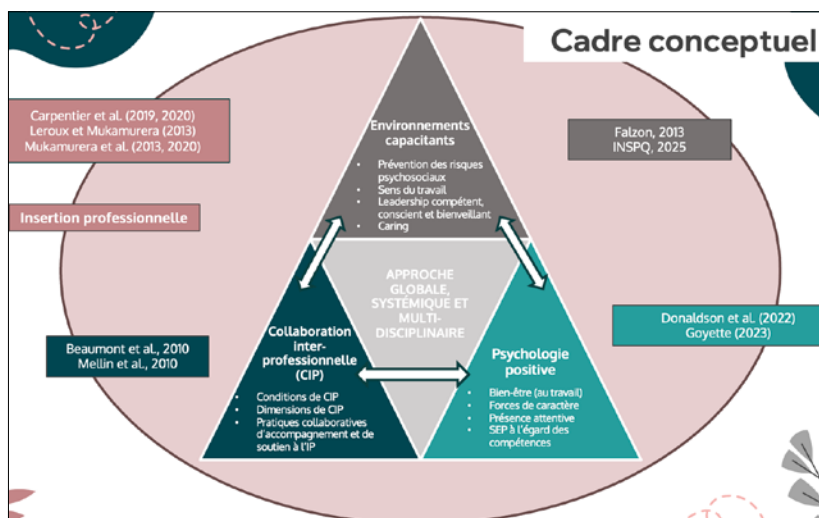 Cadre conceptuel
Carpentier et al. (2019, 2020)
Leroux et Mukamurera (2013)
Mukamurera et al. (2013, 2020)
Insertion professionnelle
Environnements
capacitants
• Prévention des risques
psychosociaux
• Sens du travail
• Leadership compétent,
conscient et bienveillant
• Caring
Falzon, 2013
INSPQ, 2025
APPROCHE
GLOBALE,
SYSTÉMIQUE ET
MULTI-
DISCIPLINAIRE
Beaumont et al., 2010
Mellin et al., 2010
Collaboration
inter-
professionnelle
(CIP)
• Conditions de CIP
• Dimensions de CIP
• Pratiques collaboratives
d'accompagnement et de
soutien à l'IP
Donaldson et al. (2022)
Goyette (2023)
Psychologie
positive
• Bien-être (au travail)
• Forces de caractère
• Présence attentive
• SEP à l'égard des
compétences